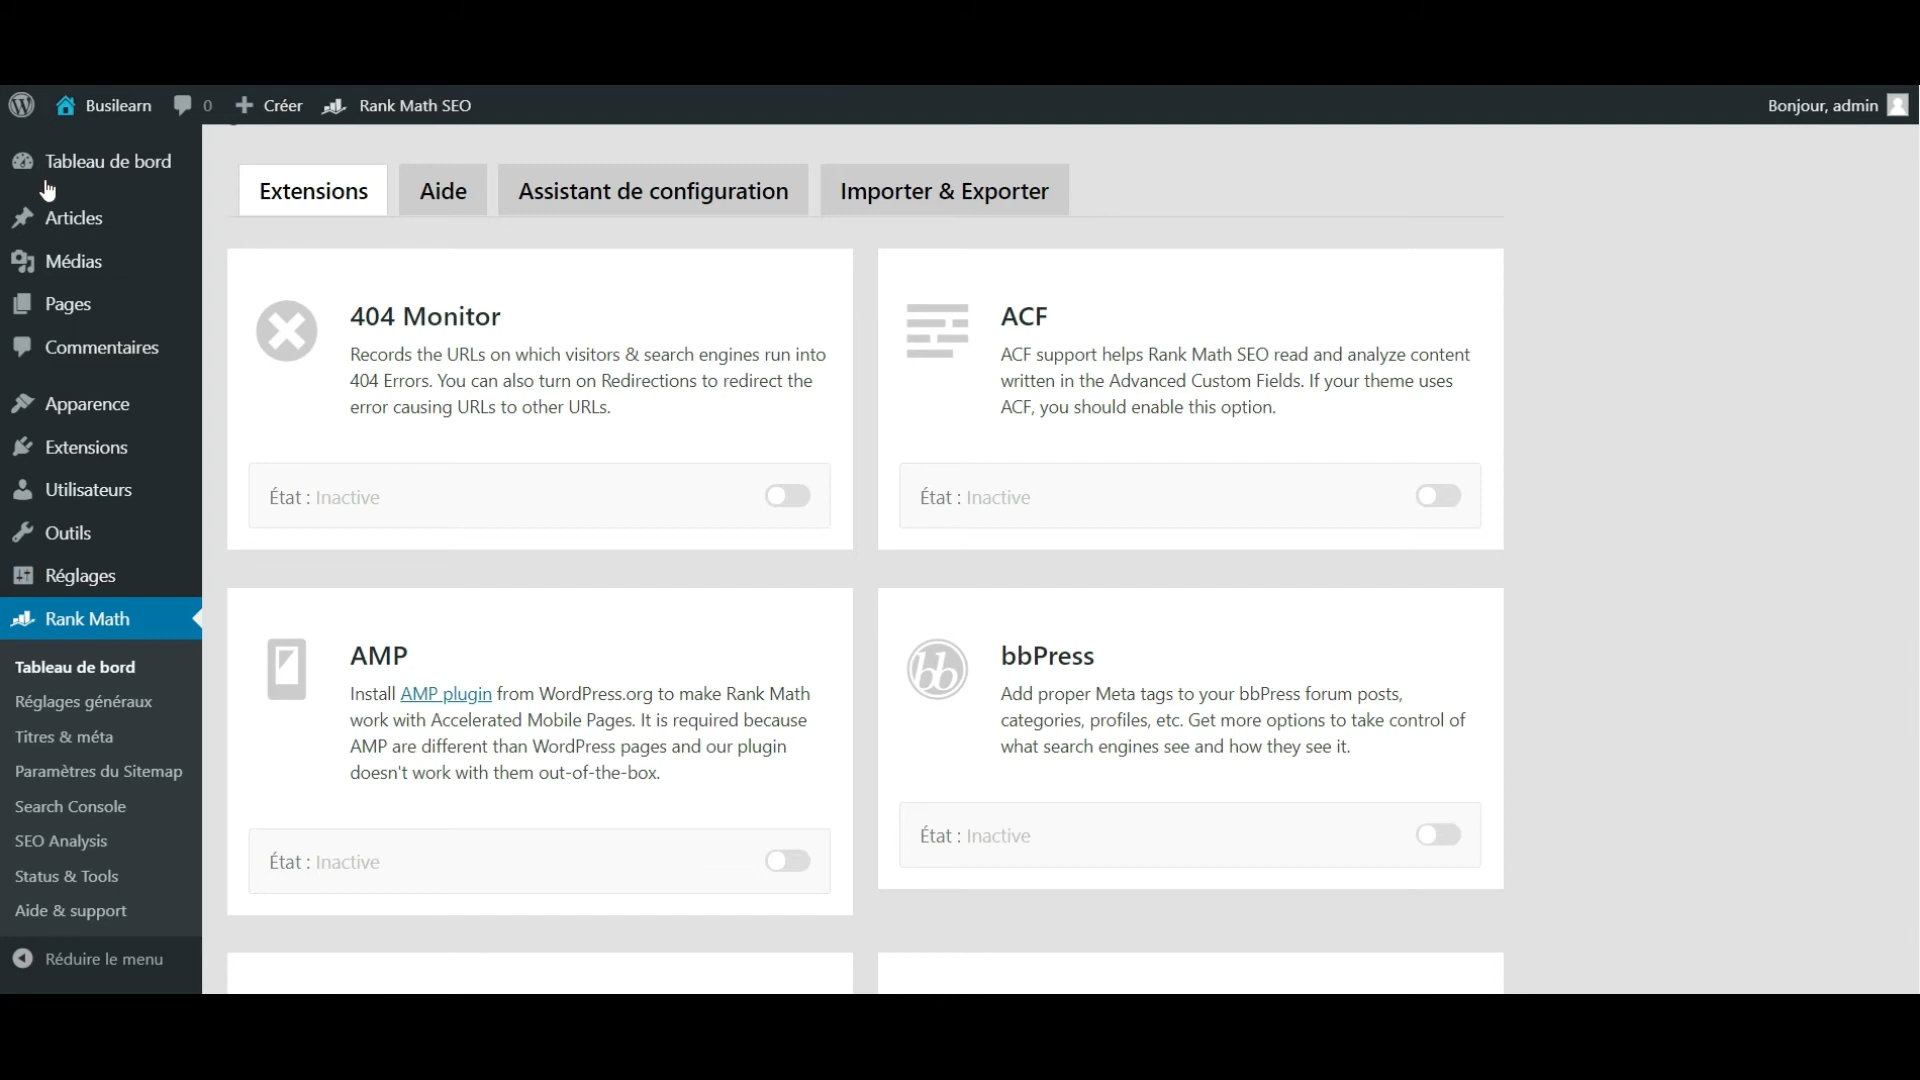 Busilearn 0 Créer Rank Math SEO Bonjour, admin
Tableau de bord
Articles
Médias
Pages
Commentaires
Apparence
Extensions
Utilisateurs
Outils
Réglages
Rank Math
Tableau de bord
Réglages généraux
Titres & méta
Paramètres du Sitemap
Search Console
SEO Analysis
Status & Tools
Aide & support
Réduire le menu
Extensions Aide Assistant de configuration Importer & Exporter
404 Monitor
Records the URLs on which visitors & search engines run into
404 Errors. You can also turn on Redirections to redirect the
error causing URLs to other URLs.
État : Inactive
ACF
ACF support helps Rank Math SEO read and analyze content
written in the Advanced Custom Fields. If your theme uses
ACF, you should enable this option.
État : Inactive
AMP
Install AMP plugin from WordPress.org to make Rank Math
work with Accelerated Mobile Pages. It is required because
AMP are different than WordPress pages and our plugin
doesn't work with them out-of-the-box.
État : Inactive
bb
bbPress
Add proper Meta tags to your bbPress forum posts,
categories, profiles, etc. Get more options to take control of
what search engines see and how they see it.
État : Inactive